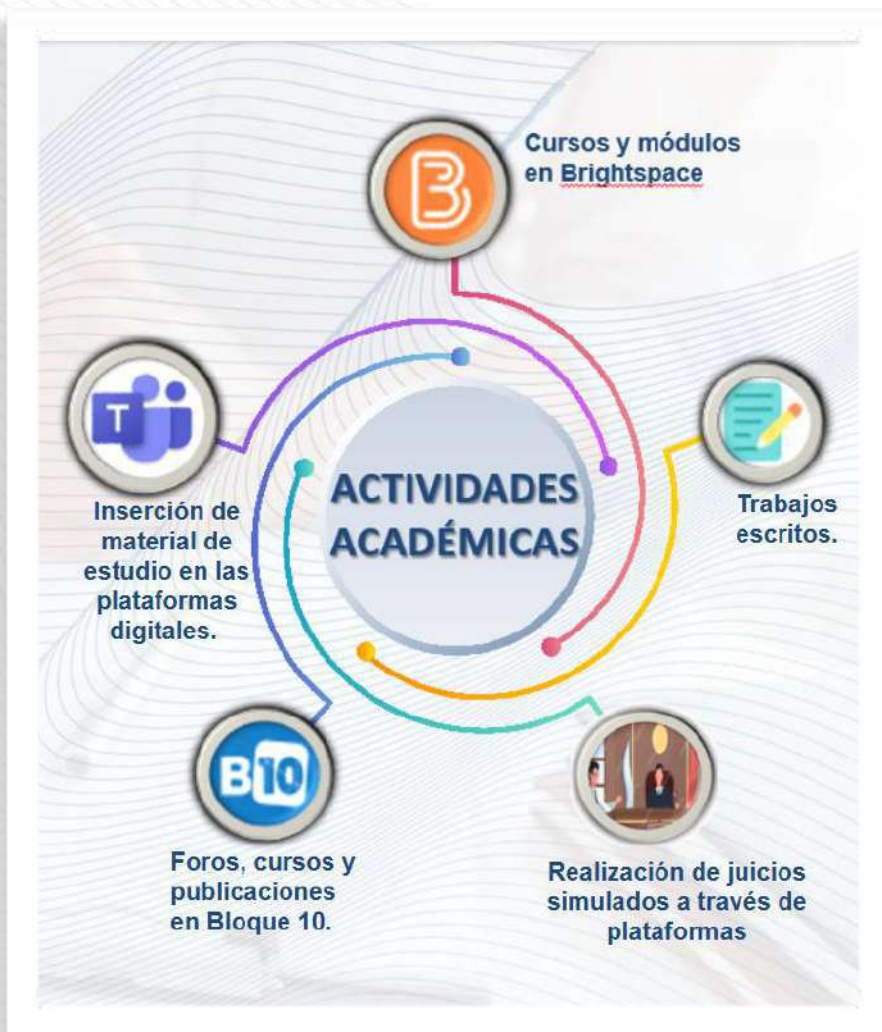 Cursos y módulos
en Brightspace
ACTIVIDADES
ACADÉMICAS
T
Inserción de
material de
estudio en las
plataformas
digitales.
Trabajos
escritos.
B10
Foros, cursos y
publicaciones
en Bloque 10.
Realización de juicios
simulados a través de
plataformas